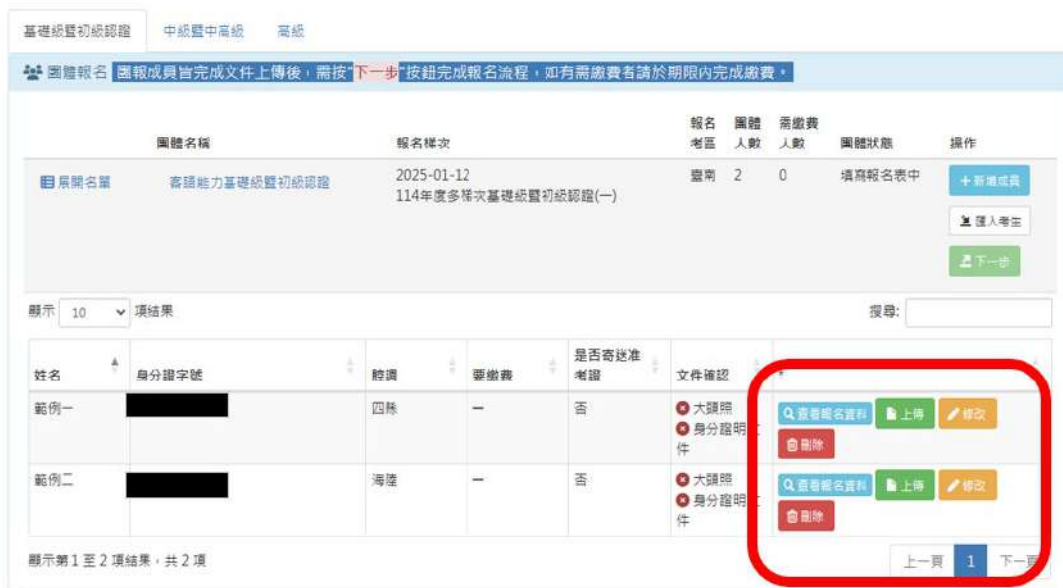 基礎級暨初級認證 中級暨中高級 高級
團體報名 團報成員皆完成文件上傳後，需按"下一步"按鈕完成報名流程，如有需繳費者請於期限內完成繳費。
團體名稱 報名梯次 報名考區 團體人數 需繳費人數 團體狀態 操作
展開名單 客語能力基礎級暨初級認證 2025-01-12 臺南 2 0 填寫報名表中 +新增成員
114年度多梯次基礎級暨初級認證(一)
匯入考生
下一步
顯示 10 項結果 搜尋:
姓名 身分證字號 腔調 要繳費 是否寄送准考證 文件確認
範例一 四縣 — 否 大頭照 查看報名資料 上傳 修改
身分證明文件 刪除
範例二 海陸 — 否 大頭照 查看報名資料 上傳 修改
身分證明文件 刪除
顯示第 1 至 2 項結果，共 2 項 上一頁 1 下一頁